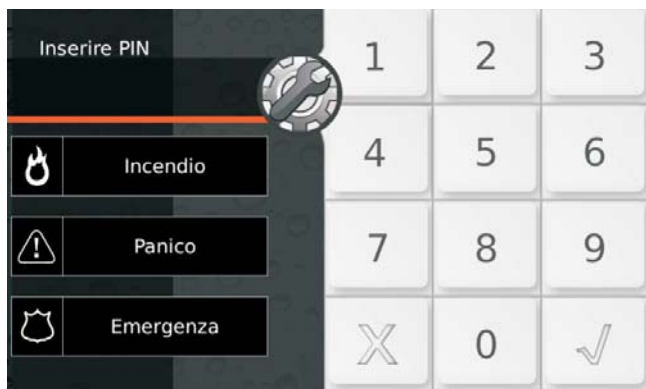 Inserire PIN
1 2 3
Incendio
4 5 6
Panico
7 8 9
Emergenza
X 0 √